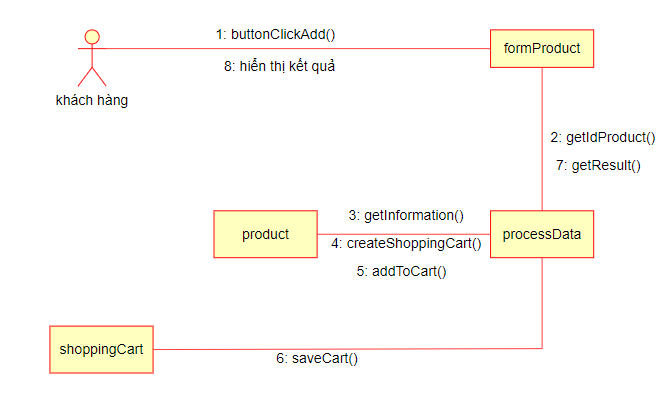 1: buttonClickAdd()
formProduct
8: hiển thị kết quả
khách hàng
2: getIdProduct()
7: getResult()
3: getInformation()
product
processData
4: createShoppingCart()
5: addToCart()
shoppingCart
6: saveCart()